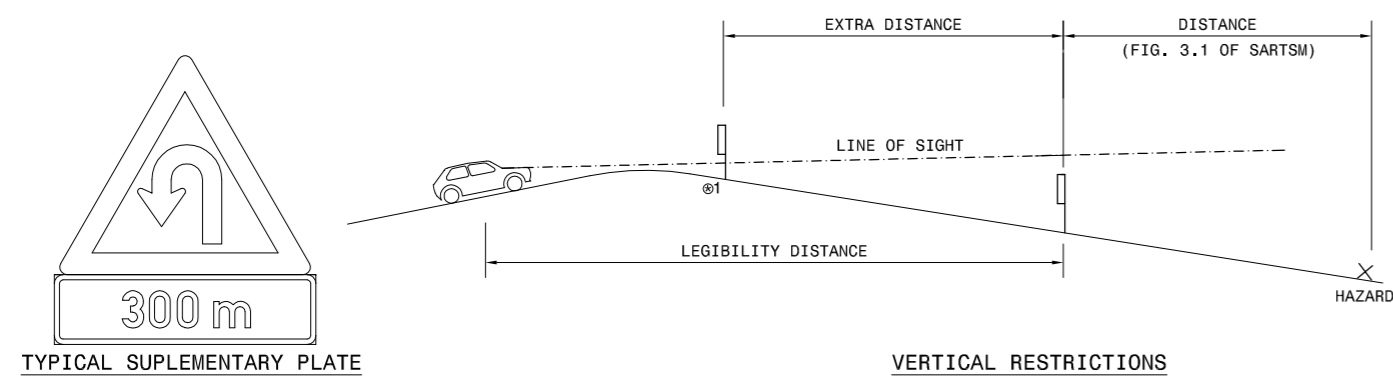 300 m
TYPICAL SUPLEMENTARY PLATE
EXTRA DISTANCE
DISTANCE
(FIG. 3.1 OF SARTSM)
LINE OF SIGHT
⊛1
LEGIBILITY DISTANCE
HAZARD
VERTICAL RESTRICTIONS